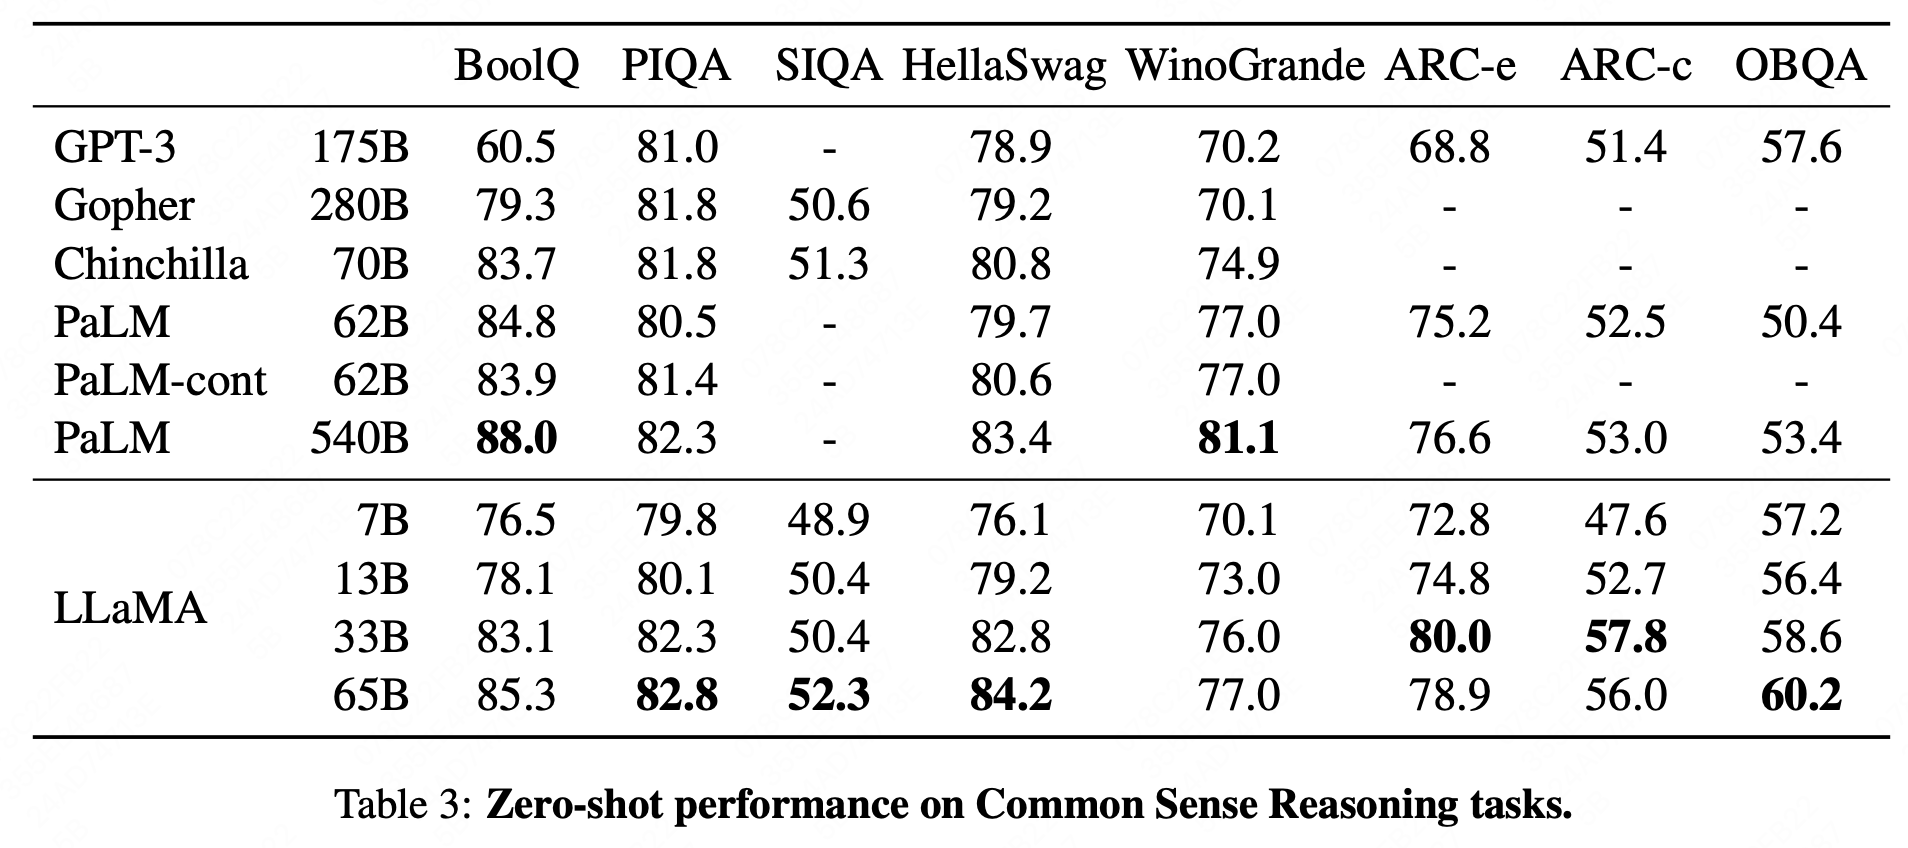 BoolQ PIQA SIQA HellaSwag WinoGrande ARC-e ARC-c OBQA
GPT-3 175B 60.5 81.0 - 78.9 70.2 68.8 51.4 57.6
Gopher 280B 79.3 81.8 50.6 79.2 70.1 - - -
Chinchilla 70B 83.7 81.8 51.3 80.8 74.9 - - -
PaLM 62B 84.8 80.5 - 79.7 77.0 75.2 52.5 50.4
PaLM-cont 62B 83.9 81.4 - 80.6 77.0 - - -
PaLM 540B 88.0 82.3 - 83.4 81.1 76.6 53.0 53.4
7B 76.5 79.8 48.9 76.1 70.1 72.8 47.6 57.2
13B 78.1 80.1 50.4 79.2 73.0 74.8 52.7 56.4
LLaMA
33B 83.1 82.3 50.4 82.8 76.0 80.0 57.8 58.6
65B 85.3 82.8 52.3 84.2 77.0 78.9 56.0 60.2
Table 3: Zero-shot performance on Common Sense Reasoning tasks.